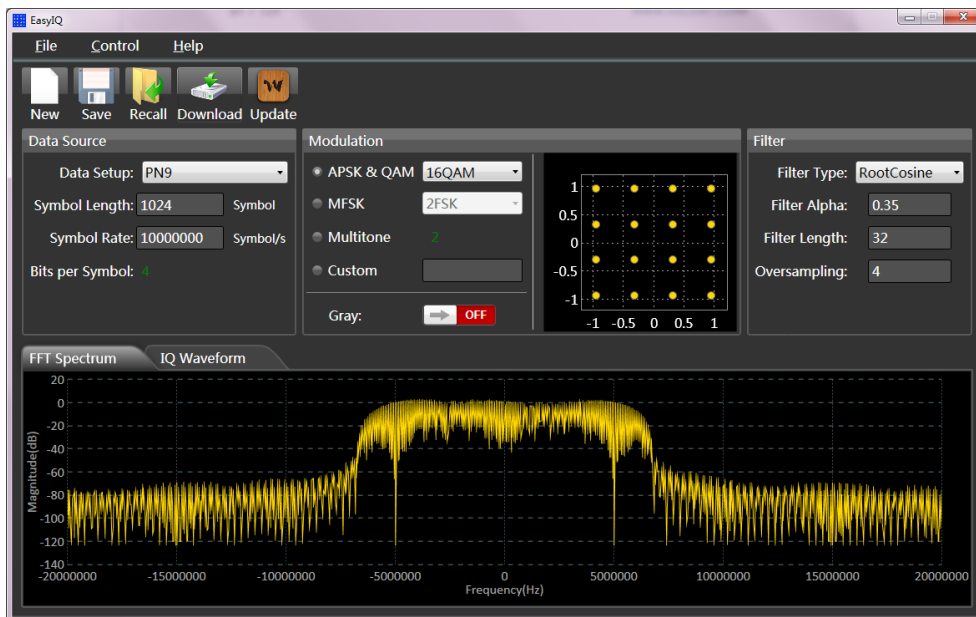 EasyIQ
File Control Help
New Save Recall Download Update
Data Source
Data Setup: PN9
Symbol Length: 1024 Symbol
Symbol Rate: 10000000 Symbol/s
Bits per Symbol: 4
Modulation
APSK & QAM 16QAM
MFSK 2FSK
Multitone 2
Custom
Gray: OFF
1
0.5
0
-0.5
-1
-1 -0.5 0 0.5 1
Filter
Filter Type: RootCosine
Filter Alpha: 0.35
Filter Length: 32
Oversampling: 4
FFT Spectrum IQ Waveform
Magnitude(dB)
20
0
-20
-40
-60
-80
-100
-120
-140
-20000000 -15000000 -10000000 -5000000 0 5000000 10000000 15000000 20000000
Frequency(Hz)